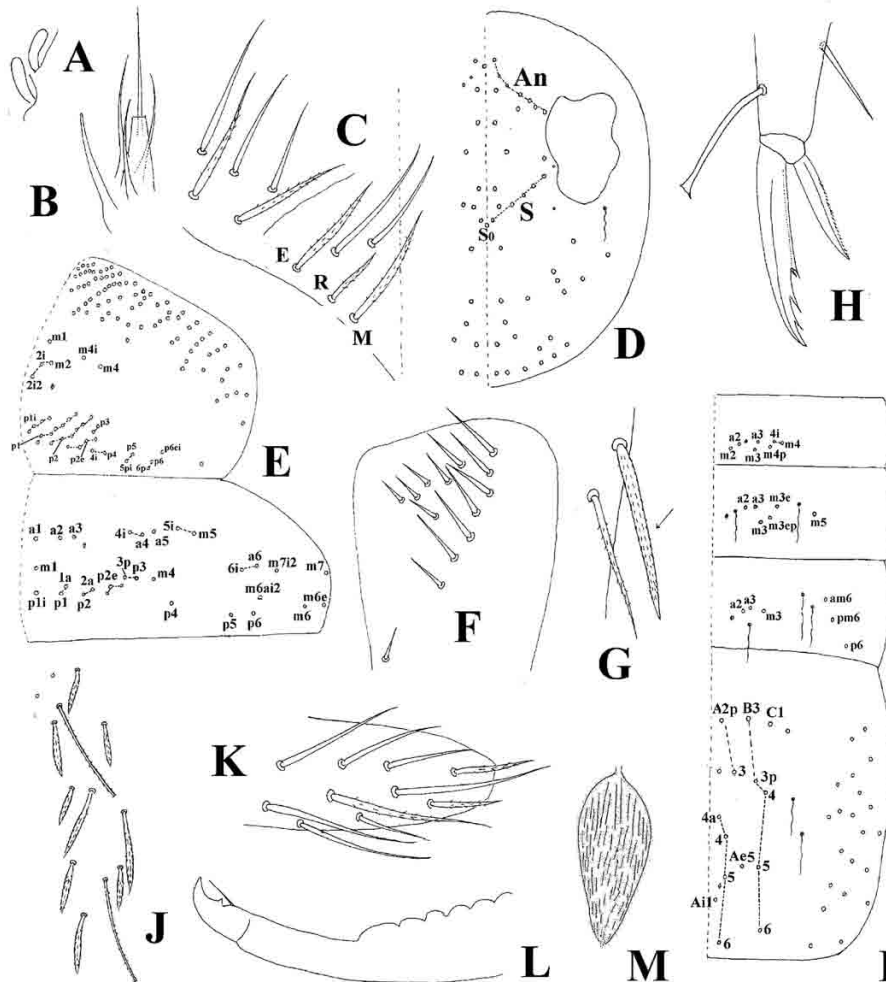 A
B
C
E
R
M
D
An
S
S0
H
E
m1
2i
m2
2i2
m4i
m4
p1i
p1
p2
p2e
p3
4i
p4
p5
5pi
6p
p6
p6ei
a1
a2
a3
4i
a4
a5
5i
m5
6i
a6
m7i2
m7
m1
1a
2a
p2e
3p
p3
m4
m6ai2
m6e
m6
p1i
p1
p2
p4
p5
p6
F
G
a2
a3
4i
m4
m2
m3
m4p
a2
a3
m3e
m3
m3ep
m5
a2
a3
m3
am6
pm6
p6
A2p
B3
C1
3
3p
4
4a
4
Ae5
5
5
Ai1
6
6
J
K
L
M